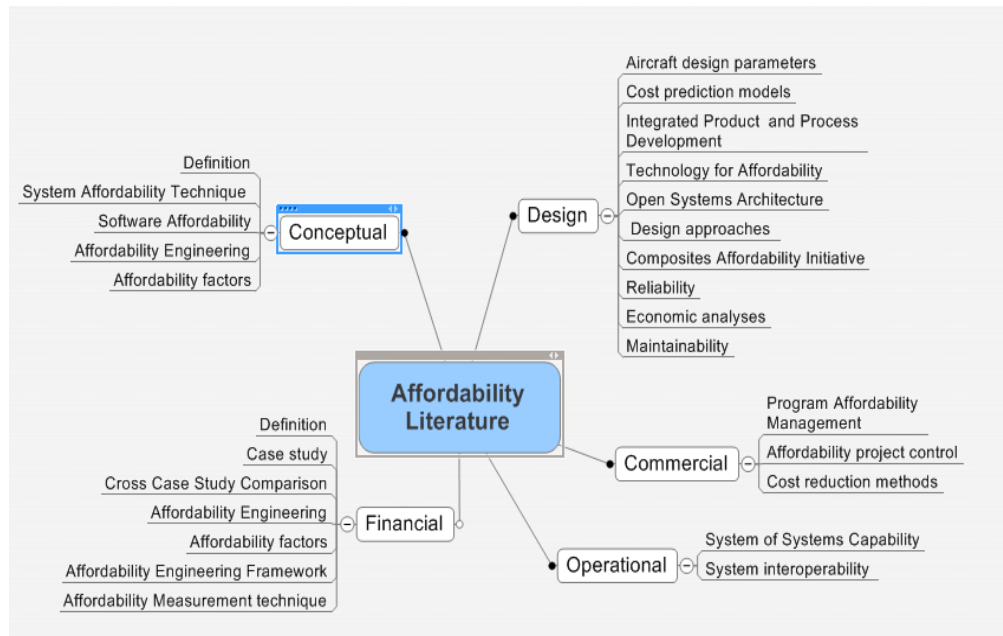 Affordability
Literature
Conceptual
Definition
System Affordability Technique
Software Affordability
Affordability Engineering
Affordability factors
Design
Aircraft design parameters
Cost prediction models
Integrated Product and Process
Development
Technology for Affordability
Open Systems Architecture
Design approaches
Composites Affordability Initiative
Reliability
Economic analyses
Maintainability
Financial
Definition
Case study
Cross Case Study Comparison
Affordability Engineering
Affordability factors
Affordability Engineering Framework
Affordability Measurement technique
Commercial
Program Affordability
Management
Affordability project control
Cost reduction methods
Operational
System of Systems Capability
System interoperability